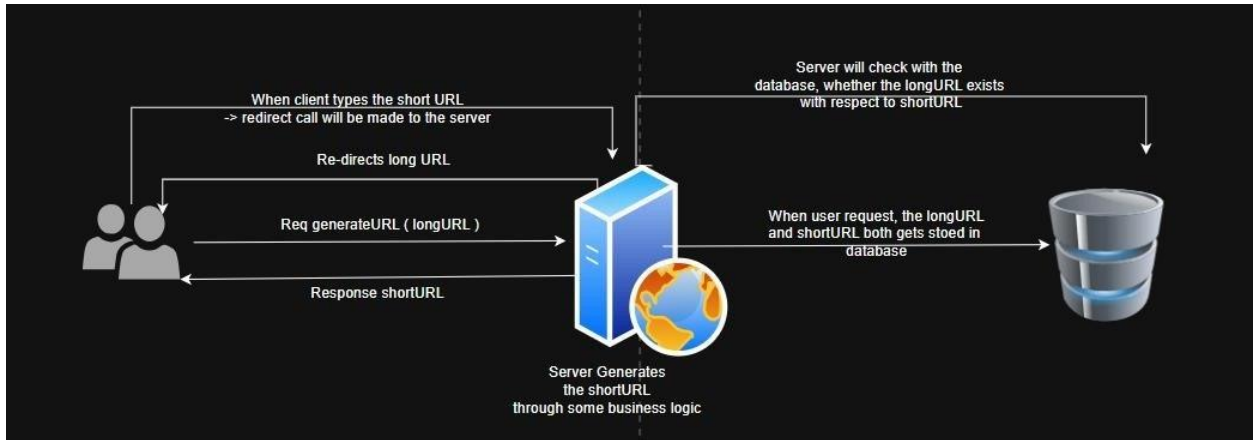 When client types the short URL
-> redirect call will be made to the server
Re-directs long URL
Req generateURL ( longURL )
Response shortURL
Server Generates
the shortURL
through some business logic
Server will check with the
database, whether the longURL exists
with respect to shortURL
When user request, the longURL
and shortURL both gets stoed in
database